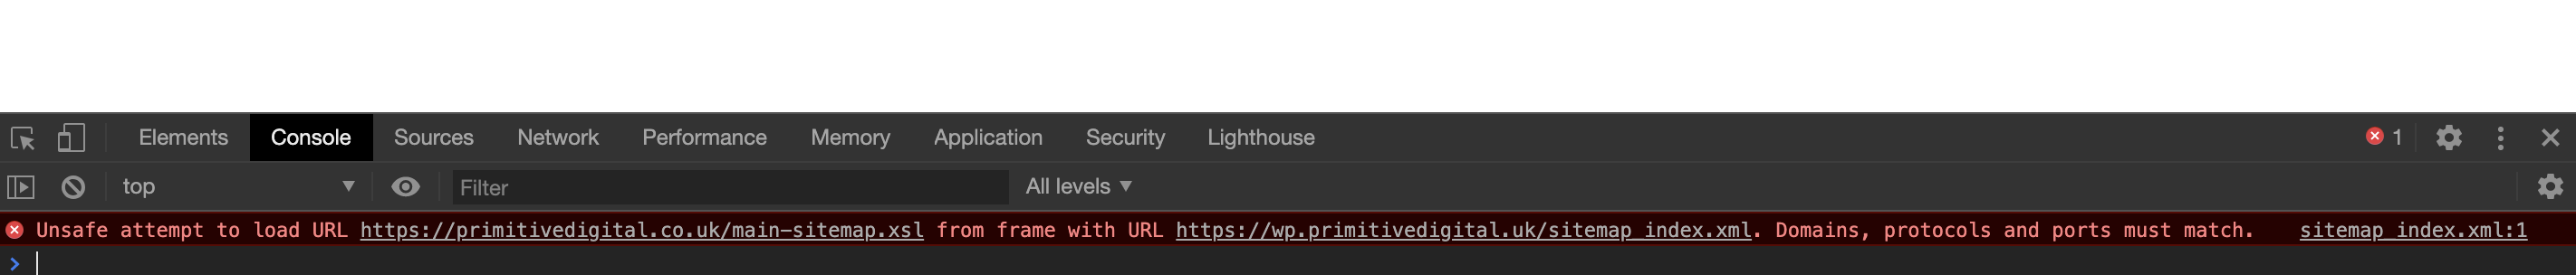 Elements Console Sources Network Performance Memory Application Security Lighthouse 1
top Filter All levels
Unsafe attempt to load URL https://primitivedigital.co.uk/main-sitemap.xsl from frame with URL https://wp.primitivedigital.uk/sitemap_index.xml. Domains, protocols and ports must match. sitemap_index.xml:1